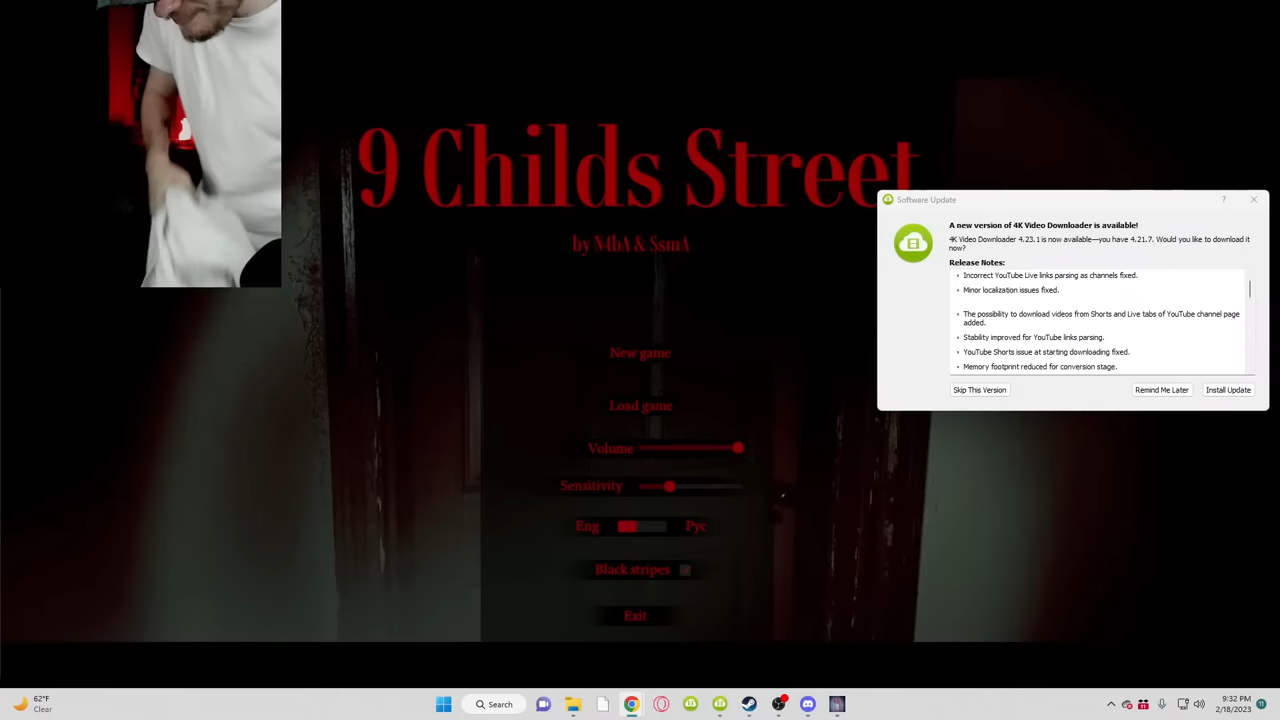 9 Childs Street
by N4bA & SsmA
New game
Load game
Volume
Sensitivity
Eng Рус
Black stripes
Exit
Software Update
A new version of 4K Video Downloader is available!
4K Video Downloader 4.23.1 is now available—you have 4.21.7. Would you like to download it
now?
Release Notes:
Incorrect YouTube Live links parsing as channels fixed.
Minor localization issues fixed.
The possibility to download videos from Shorts and Live tabs of YouTube channel page
added.
Stability improved for YouTube links parsing.
YouTube Shorts issue at starting downloading fixed.
Memory footprint reduced for conversion stage.
Skip This Version Remind Me Later Install Update
62°F
Clear
Search
9:32 PM
2/18/2023